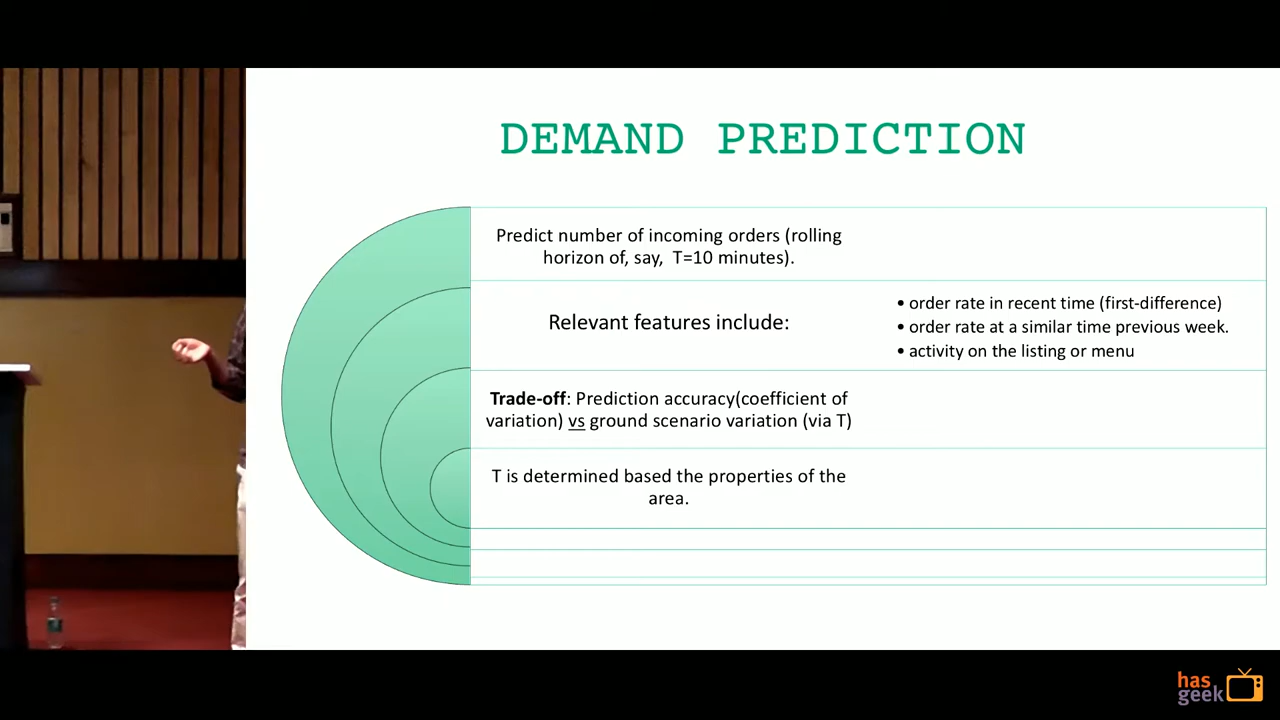 DEMAND PREDICTION
Predict number of incoming orders (rolling
horizon of, say, T=10 minutes).
Relevant features include:
• order rate in recent time (first-difference)
• order rate at a similar time previous week.
• activity on the listing or menu
Trade-off: Prediction accuracy(coefficient of
variation) vs ground scenario variation (via T)
T is determined based the properties of the
area.
has
geek